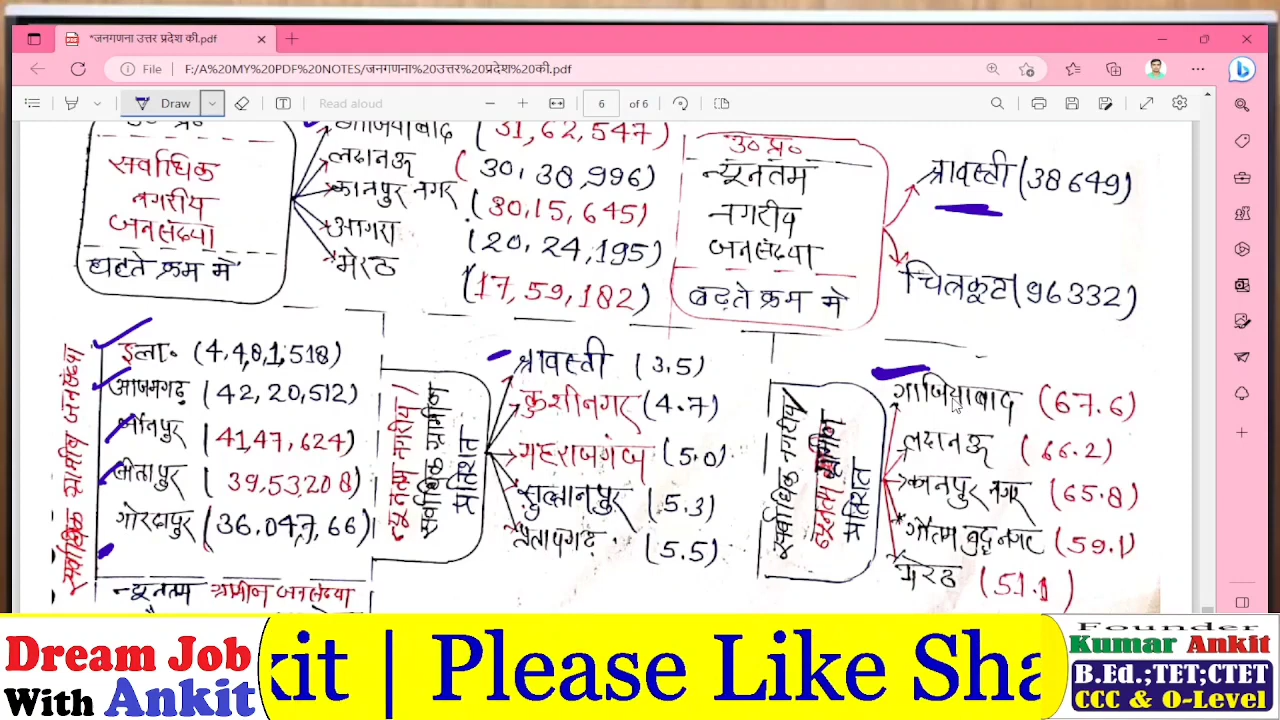 *जनगणना उत्तर प्रदेश की.pdf
File F:/A%20MY%20PDF%20NOTES/जनगणना%20उत्तर%20प्रदेश%20की.pdf
Draw Read aloud 6 of 6
उ० प्र०
सर्वाधिक
नगरीय
जनसंख्या
घटते क्रम में
गाजियाबाद (31,62,547)
लखनऊ (30,38,996)
कानपुर नगर (30,15,645)
आगरा (20,24,195)
मेरठ (17,59,182)
उ० प्र०
न्यूनतम
नगरीय
जनसंख्या
बढ़ते क्रम में
श्रावस्ती (38649)
चित्रकूट (96332)
सर्वाधिक ग्रामीण जनसंख्या
इला. (4,48,1,518)
आजमगढ़ (42,20,512)
जौनपुर (41,47,624)
सीतापुर (39,53,208)
गोरखपुर (36.047,66)
न्यूनतम ग्रामीन जनसंख्या
न्यूनतम नगरीय/
सर्वाधिक ग्रामीण
प्रतिशत
श्रावस्ती (3.5)
कुशीनगर (4.7)
महराजगंज (5.0)
सुल्तानपुर (5.3)
प्रतापगढ़ (5.5)
सर्वाधिक नगरीय/
न्यूनतम ग्रामीण
प्रतिशत
गाजियाबाद (67.6)
लखनऊ (66.2)
कानपुर नगर (65.8)
गौतम बुद्ध नगर (59.1)
मेरठ (51.1)
Dream Job
With Ankit
kit | Please Like Sha
Founder
Kumar Ankit
B.Ed.;TET;CTET
CCC & O-Level